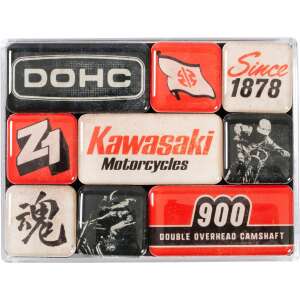 DOHC
Since
1878
Z1
Kawasaki
Motorcycles
魂
900
DOUBLE OVERHEAD CAMSHAFT